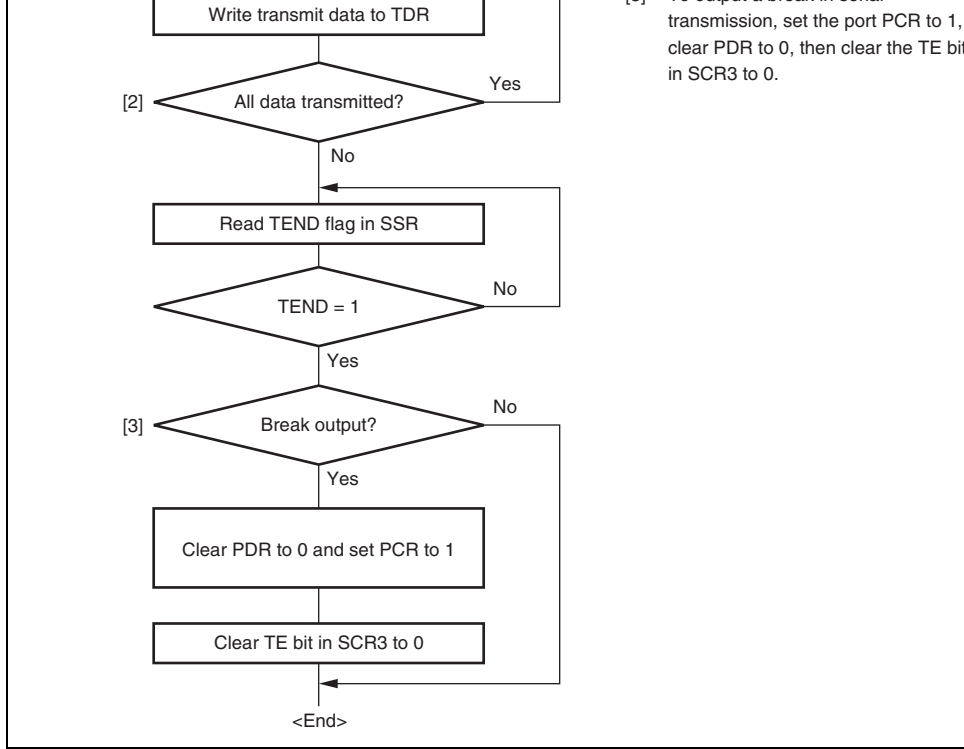 Write transmit data to TDR
transmission, set the port PCR to 1,
clear PDR to 0, then clear the TE bit
in SCR3 to 0.
[2]
All data transmitted?
Yes
No
Read TEND flag in SSR
TEND = 1
No
Yes
[3]
Break output?
No
Yes
Clear PDR to 0 and set PCR to 1
Clear TE bit in SCR3 to 0
<End>